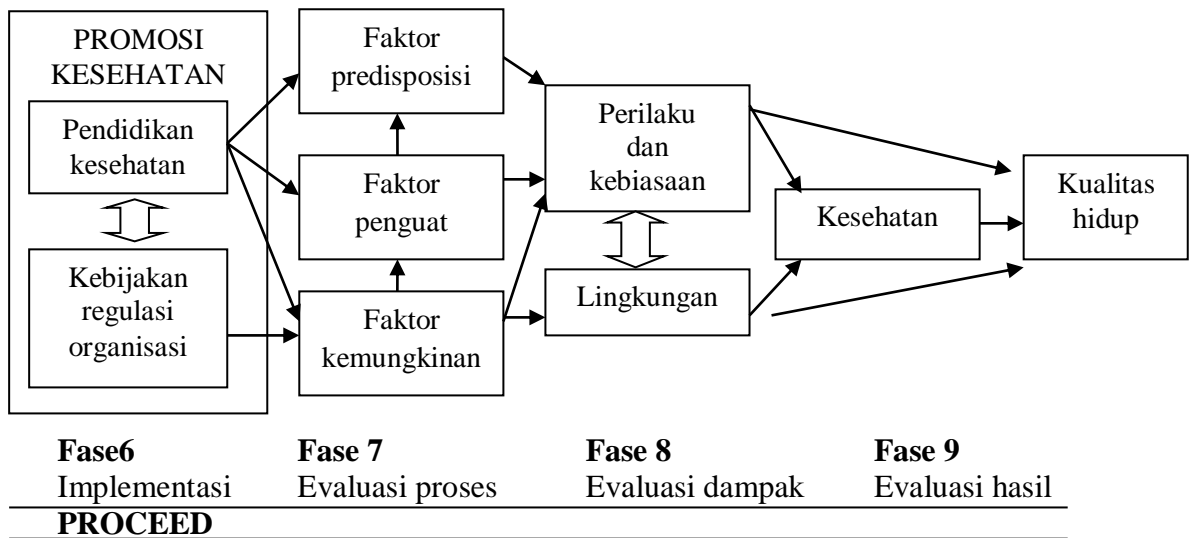 PROMOSI
KESEHATAN
Pendidikan
kesehatan
Kebijakan
regulasi
organisasi
Faktor
predisposisi
Faktor
penguat
Faktor
kemungkinan
Perilaku
dan
kebiasaan
Lingkungan
Kesehatan
Kualitas
hidup
Fase6
Implementasi
Fase 7
Evaluasi proses
Fase 8
Evaluasi dampak
Fase 9
Evaluasi hasil
PROCEED